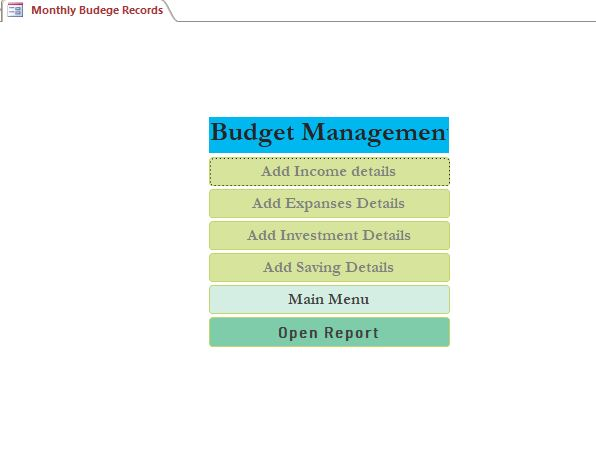 Monthly Budege Records
Budget Managemen
Add Income details
Add Expanses Details
Add Investment Details
Add Saving Details
Main Menu
Open Report